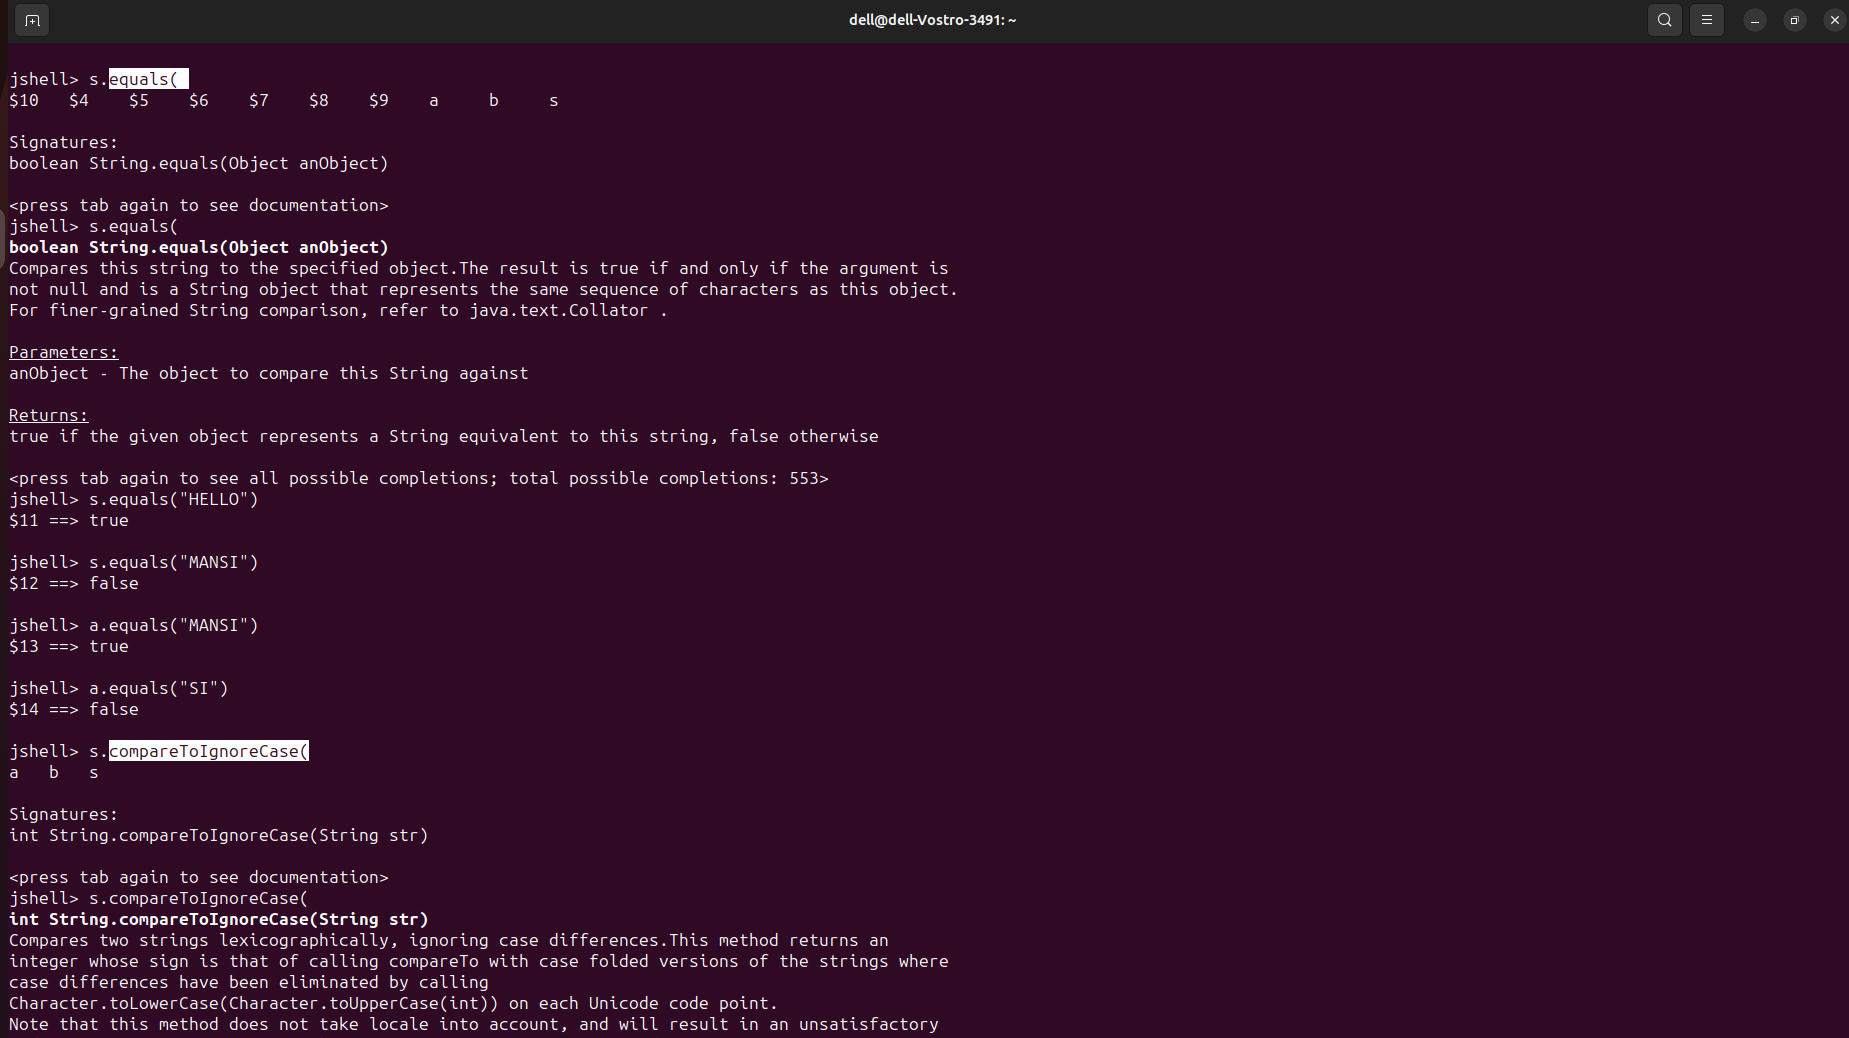 dell@dell-Vostro-3491: ~
jshell> s.equals(
$10   $4    $5    $6    $7    $8    $9    a     b     s
Signatures:
boolean String.equals(Object anObject)
<press tab again to see documentation>
jshell> s.equals(
boolean String.equals(Object anObject)
Compares this string to the specified object.The result is true if and only if the argument is
not null and is a String object that represents the same sequence of characters as this object.
For finer-grained String comparison, refer to java.text.Collator .
Parameters:
anObject - The object to compare this String against
Returns:
true if the given object represents a String equivalent to this string, false otherwise
<press tab again to see all possible completions; total possible completions: 553>
jshell> s.equals("HELLO")
$11 ==> true
jshell> s.equals("MANSI")
$12 ==> false
jshell> a.equals("MANSI")
$13 ==> true
jshell> a.equals("SI")
$14 ==> false
jshell> s.compareToIgnoreCase(
a   b   s
Signatures:
int String.compareToIgnoreCase(String str)
<press tab again to see documentation>
jshell> s.compareToIgnoreCase(
int String.compareToIgnoreCase(String str)
Compares two strings lexicographically, ignoring case differences.This method returns an
integer whose sign is that of calling compareTo with case folded versions of the strings where
case differences have been eliminated by calling
Character.toLowerCase(Character.toUpperCase(int)) on each Unicode code point.
Note that this method does not take locale into account, and will result in an unsatisfactory